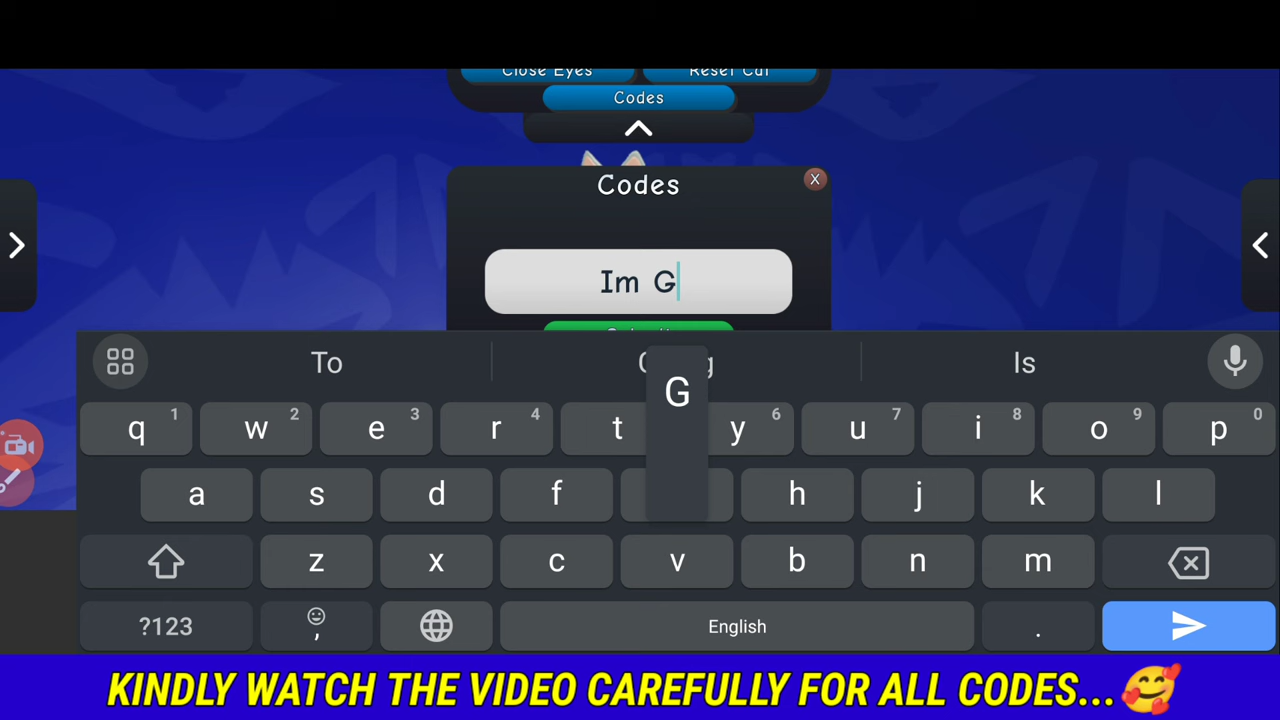 Close Eyes Reset Cut
Codes
Codes X
Im G
To Is
G
q 1 w 2 e 3 r 4 t y 6 u 7 i 8 o 9 p 0
a s d f h j k l
z x c v b n m
?123 , English .
KINDLY WATCH THE VIDEO CAREFULLY FOR ALL CODES...🥰